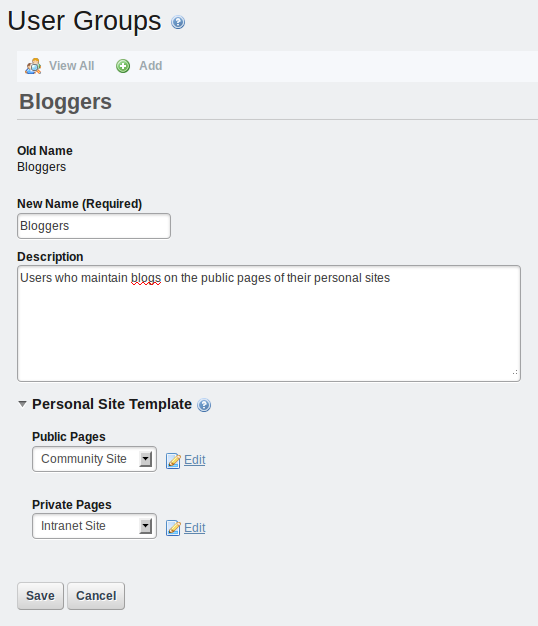 User Groups
View All Add
Bloggers
Old Name
Bloggers
New Name (Required)
Bloggers
Description
Users who maintain blogs on the public pages of their personal sites
Personal Site Template
Public Pages
Community Site Edit
Private Pages
Intranet Site Edit
Save Cancel